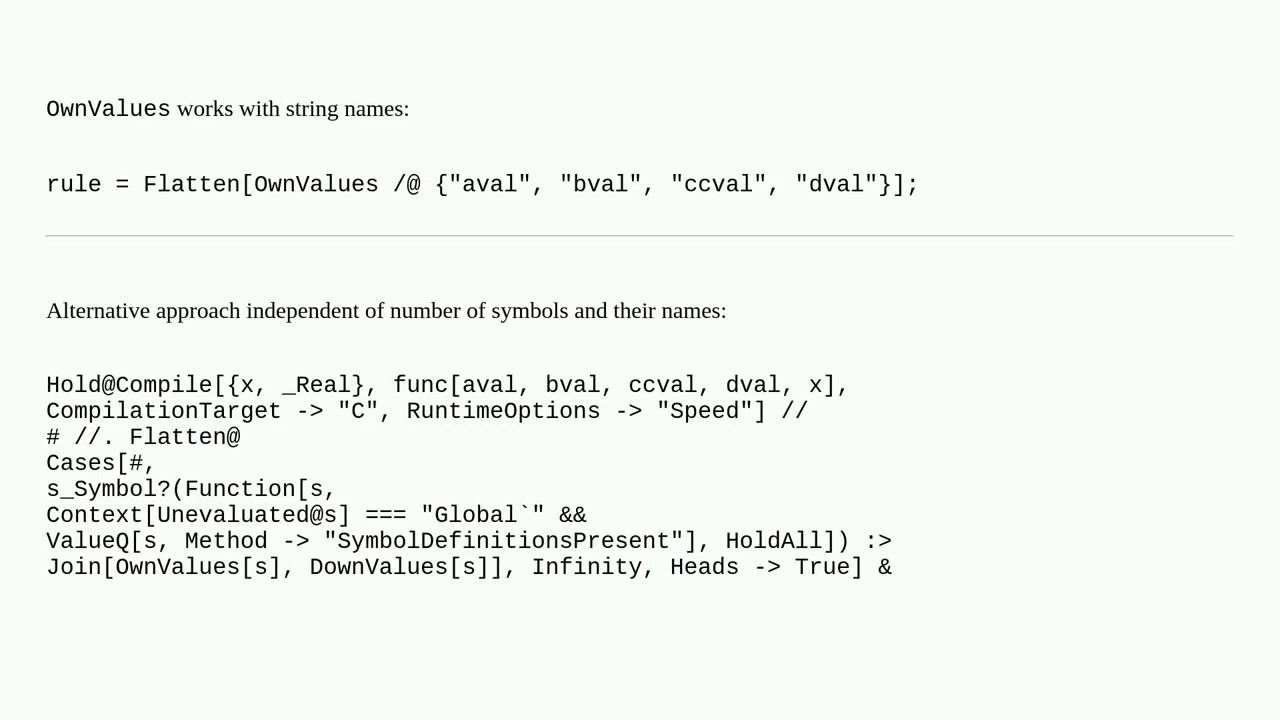 OwnValues works with string names:
rule = Flatten[OwnValues /@ {"aval", "bval", "ccval", "dval"}];
Alternative approach independent of number of symbols and their names:
Hold@Compile[{x, _Real}, func[aval, bval, ccval, dval, x],
CompilationTarget -> "C", RuntimeOptions -> "Speed"] //
# //. Flatten@
Cases[#,
s_Symbol?(Function[s,
Context[Unevaluated@s] === "Global`" &&
ValueQ[s, Method -> "SymbolDefinitionsPresent"], HoldAll]) :>
Join[OwnValues[s], DownValues[s]], Infinity, Heads -> True] &